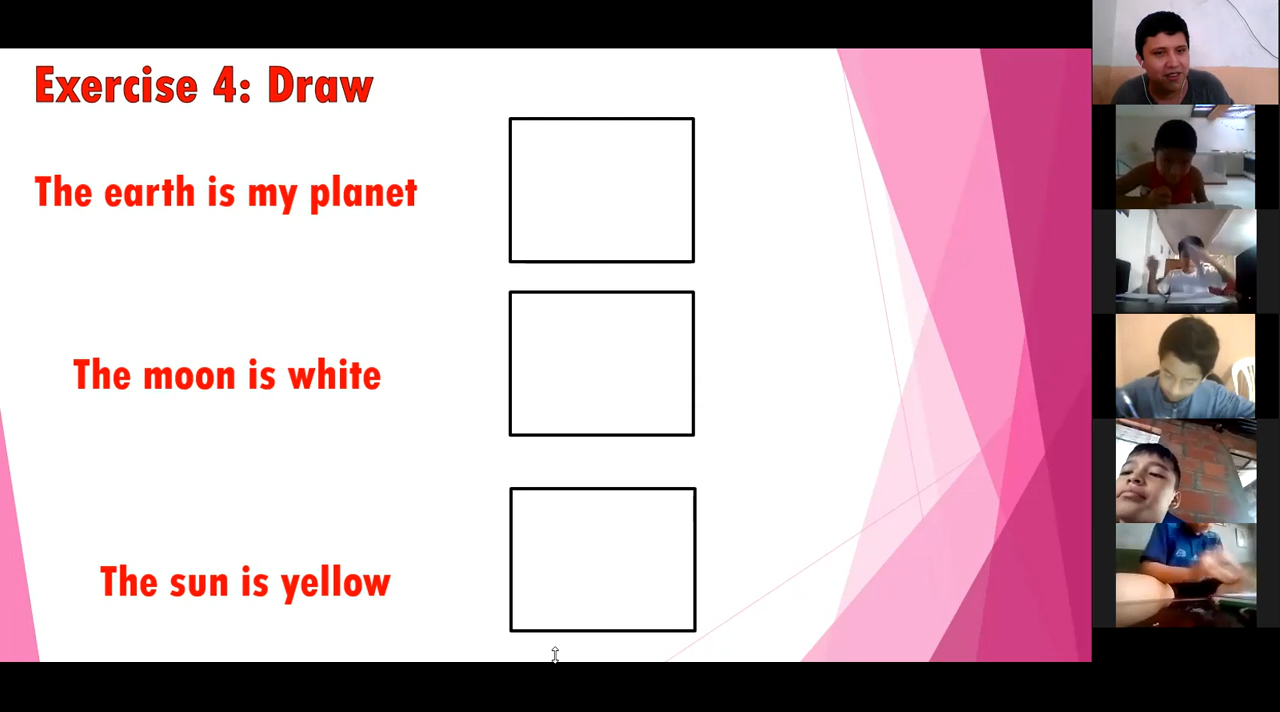 Exercise 4: Draw
The earth is my planet
The moon is white
The sun is yellow